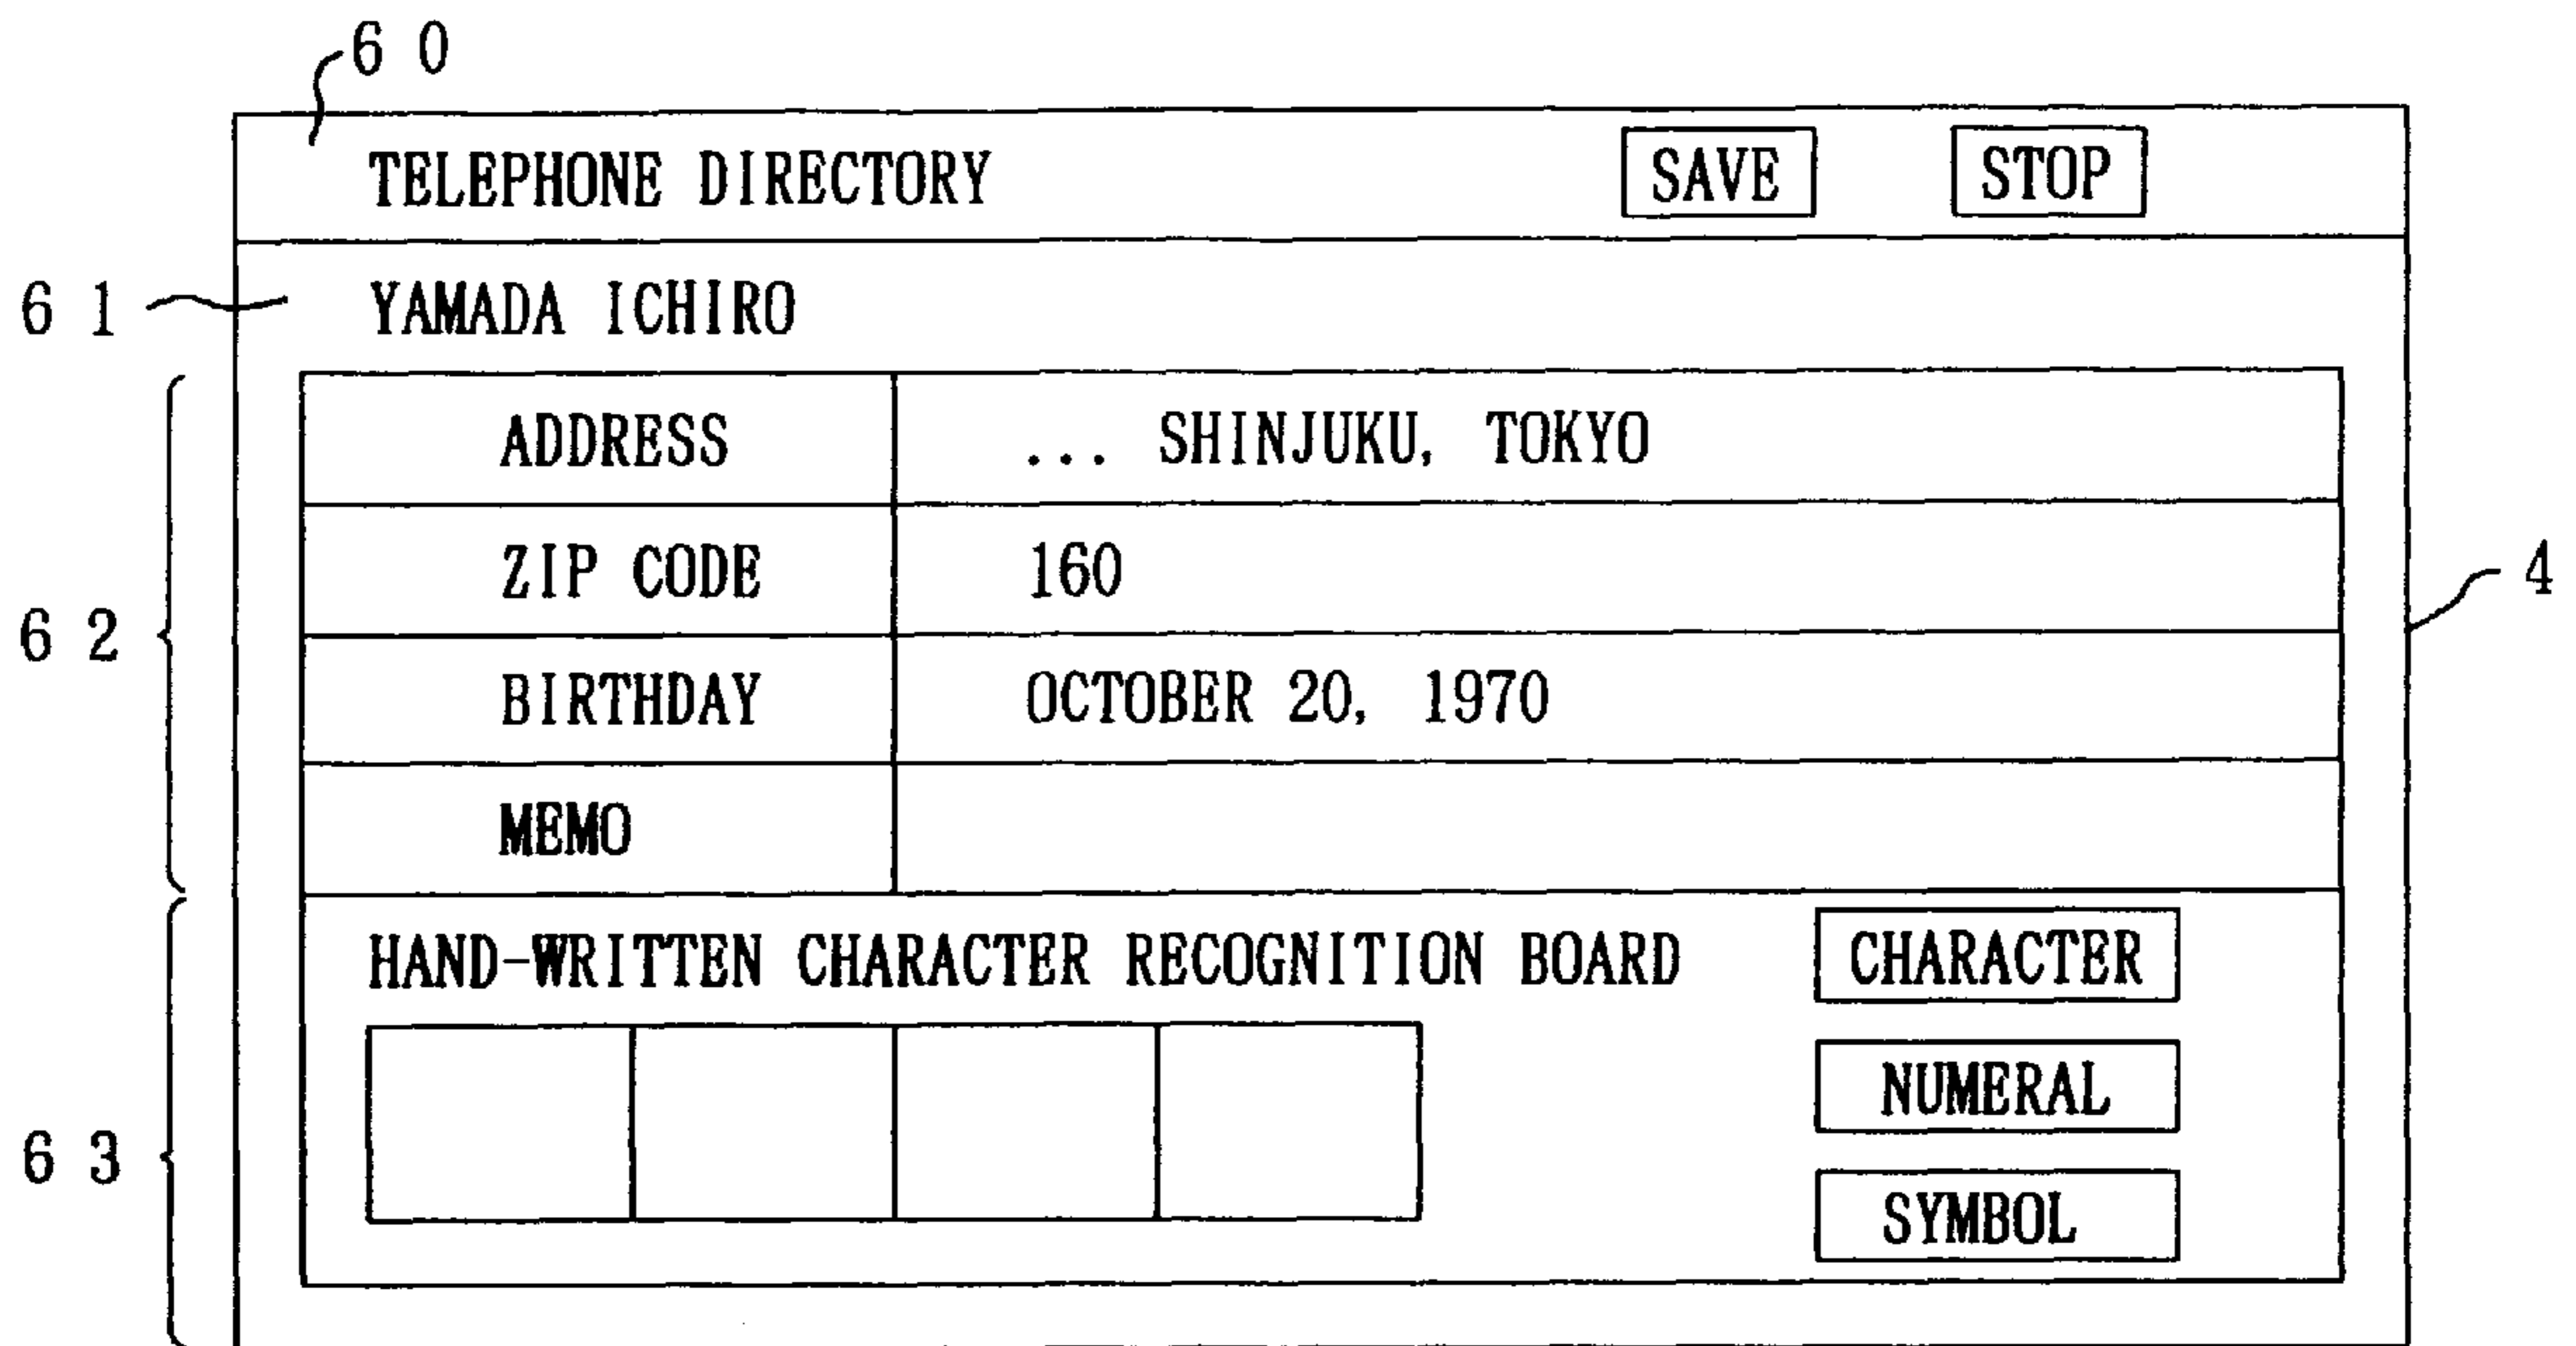 60
TELEPHONE DIRECTORY SAVE STOP
61 YAMADA ICHIRO
ADDRESS ... SHINJUKU, TOKYO
ZIP CODE 160
4
62
BIRTHDAY OCTOBER 20, 1970
MEMO
HAND-WRITTEN CHARACTER RECOGNITION BOARD CHARACTER
NUMERAL
63
SYMBOL